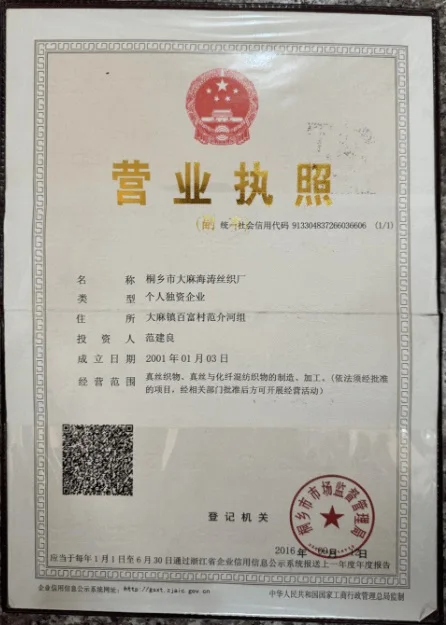 营业执照
统一社会信用代码 913304837266036606 (1/1)
名称 桐乡市大麻海涛丝织厂
类型 个人独资企业
住所 大麻镇百富村范介河组
投资人 范建良
成立日期 2001年01月03日
经营范围 真丝织物、真丝与化纤混纺织物的制造、加工。(依法须经批准
的项目，经相关部门批准后方可开展经营活动)
登记机关
桐乡市市场监督管理局
2016年 月 日
应当于每年1月1日至6月30日通过浙江省企业信用信息公示系统报送上一年度年度报告
企业信用信息公示系统网址：http://gsxt.zjaic.gov.cn
中华人民共和国国家工商行政管理总局监制